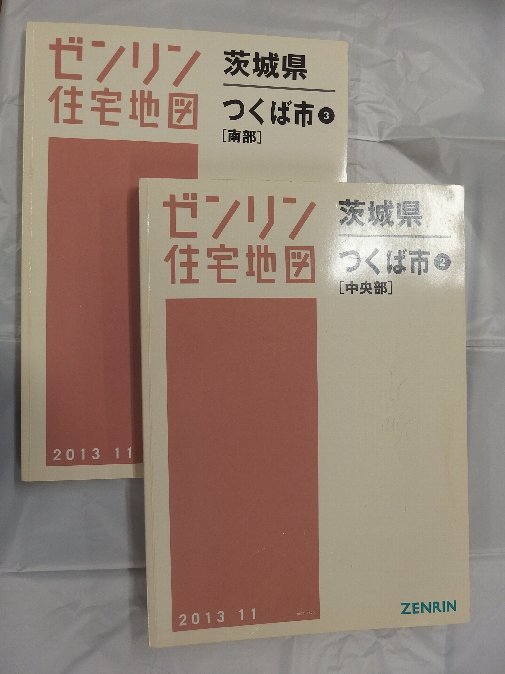 ゼンリン
住宅地図
茨城県
つくば市③
[南部]
2013 11
ゼンリン
住宅地図
茨城県
つくば市②
[中央部]
2013 11
ZENRIN